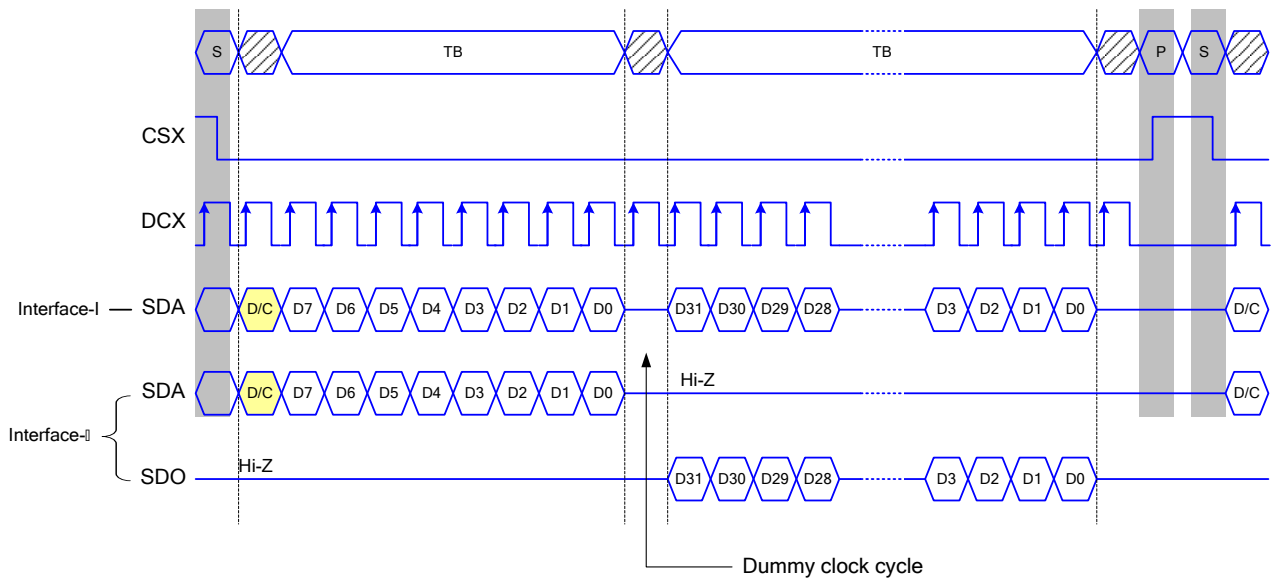 S TB TB P S
CSX
DCX
Interface-I SDA D/C D7 D6 D5 D4 D3 D2 D1 D0 D31 D30 D29 D28 D3 D2 D1 D0 D/C
SDA D/C D7 D6 D5 D4 D3 D2 D1 D0 Hi-Z D/C
Interface-▯
SDO Hi-Z D31 D30 D29 D28 D3 D2 D1 D0
Dummy clock cycle